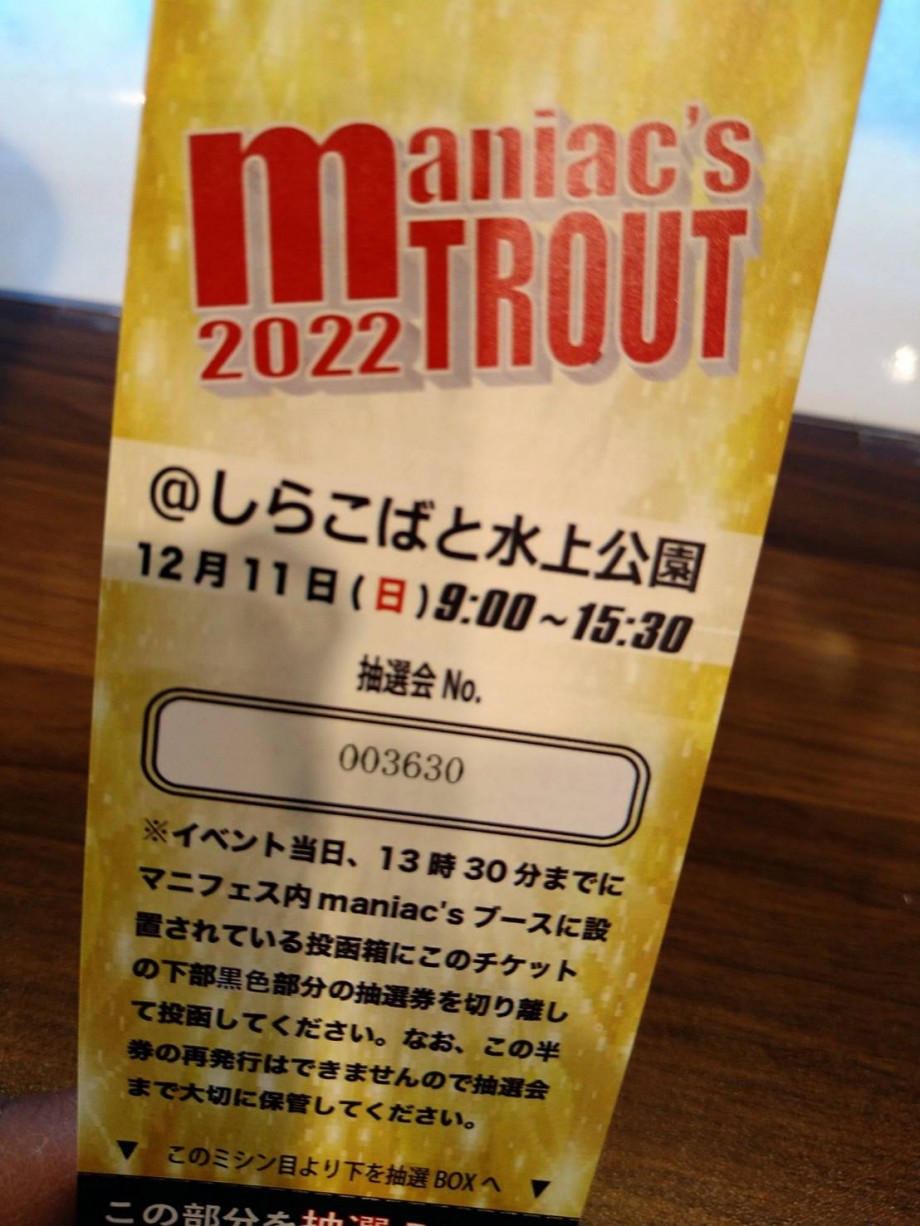 maniac's
TROUT
2022
@しらこばと水上公園
12月11日(日)9:00～15:30
抽選会 No.
003630
※イベント当日、13時30分までに
マニフェス内maniac'sブースに設
置されている投函箱にこのチケット
の下部黒色部分の抽選券を切り離し
て投函してください。なお、この半
券の再発行はできませんので抽選会
まで大切に保管してください。
▼ このミシン目より下を抽選BOXへ ▼
この部分を抽選